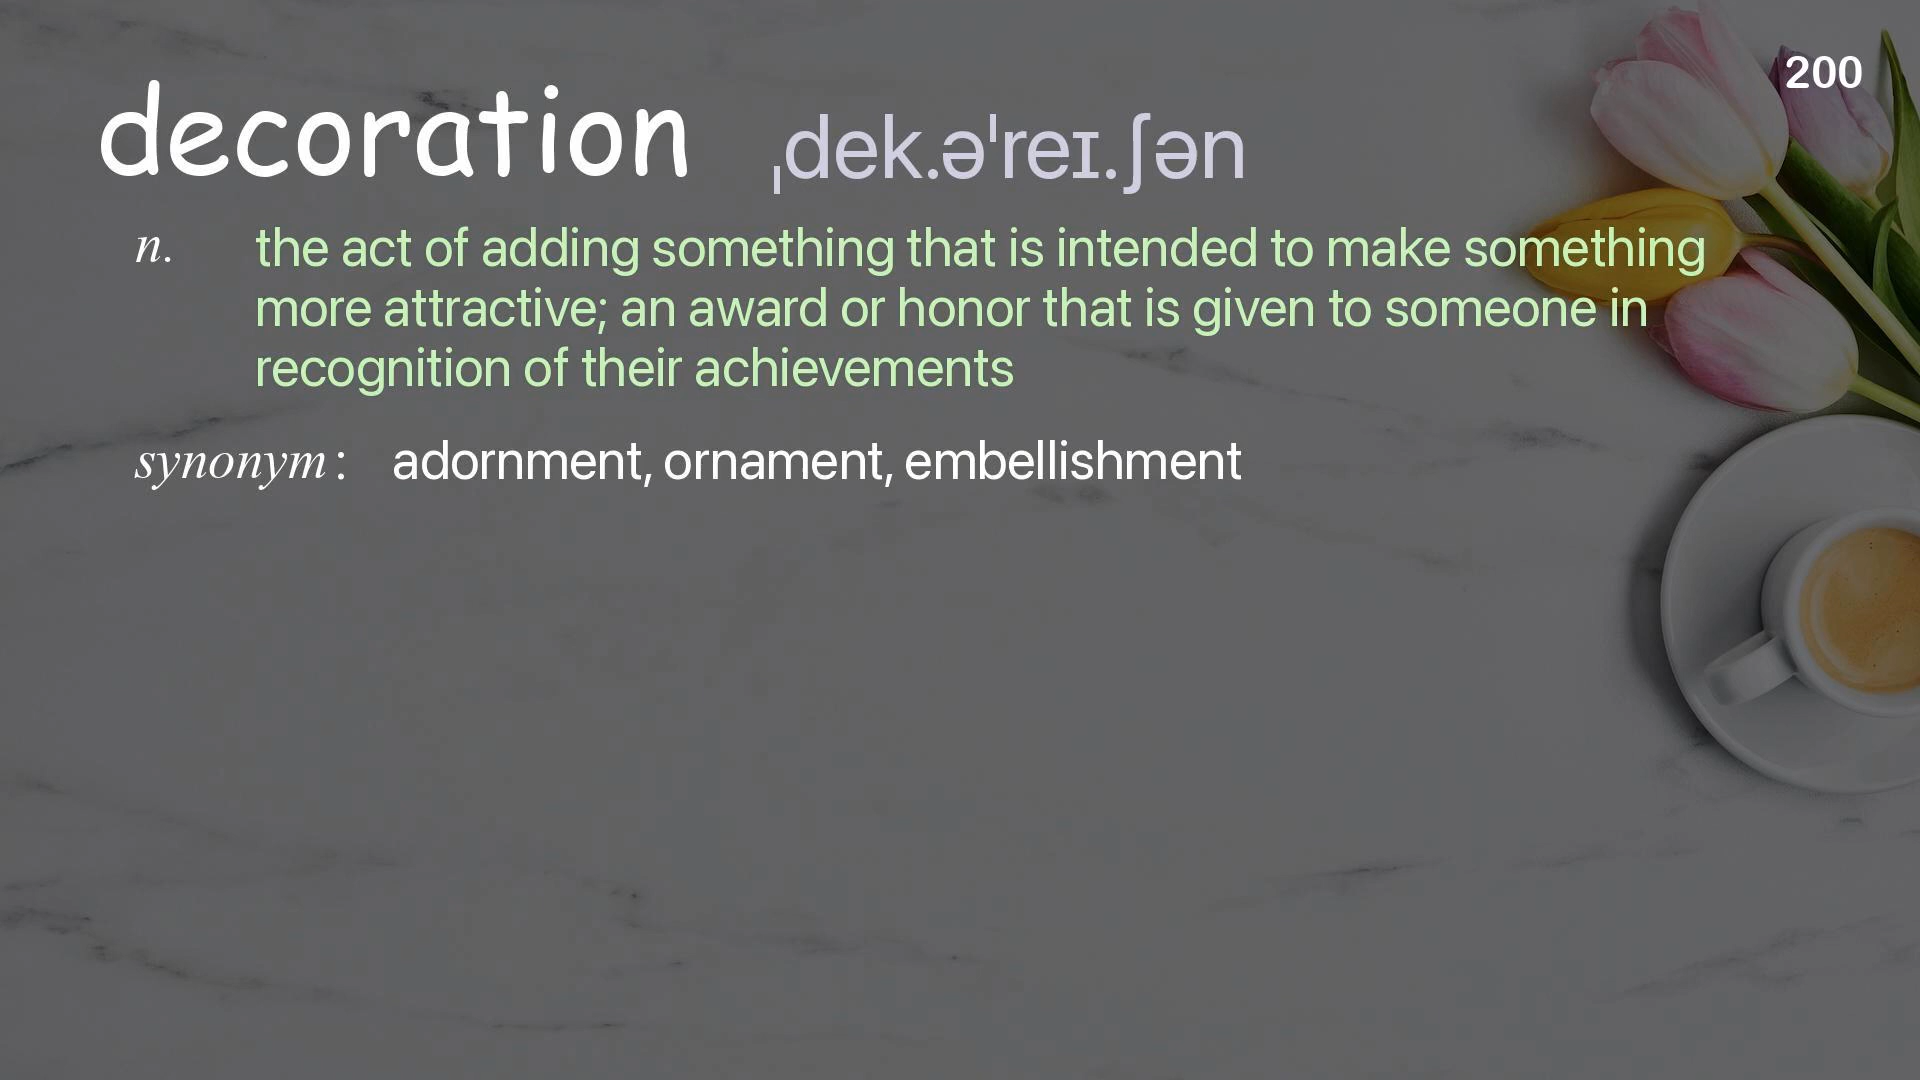 200
decoration ˌdek.əˈreɪ.ʃən
n. the act of adding something that is intended to make something
more attractive; an award or honor that is given to someone in
recognition of their achievements
synonym: adornment, ornament, embellishment